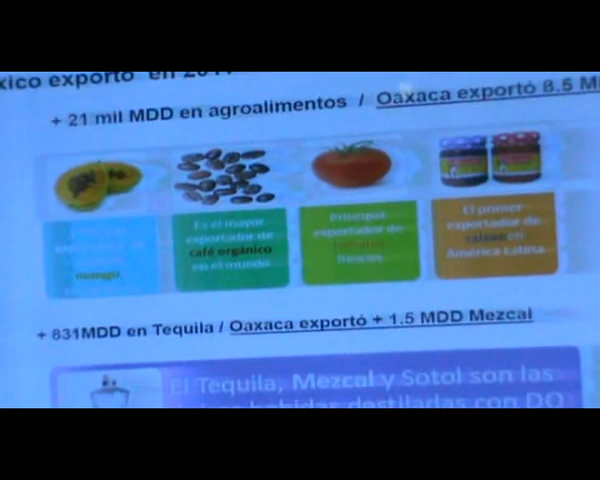 xico exportó en 20
+ 21 mil MDD en agroalimentos / Oaxaca exportó 8.5 M
mango
Es el mayor
exportador de
café orgánico
en el mundo
Principal
exportador de
tomates
frescos
El primer
exportador de
salsas en
América Latina
+ 831MDD en Tequila / Oaxaca exportó + 1.5 MDD Mezcal
El Tequila, Mezcal y Sotol son las
bebidas destiladas con DO